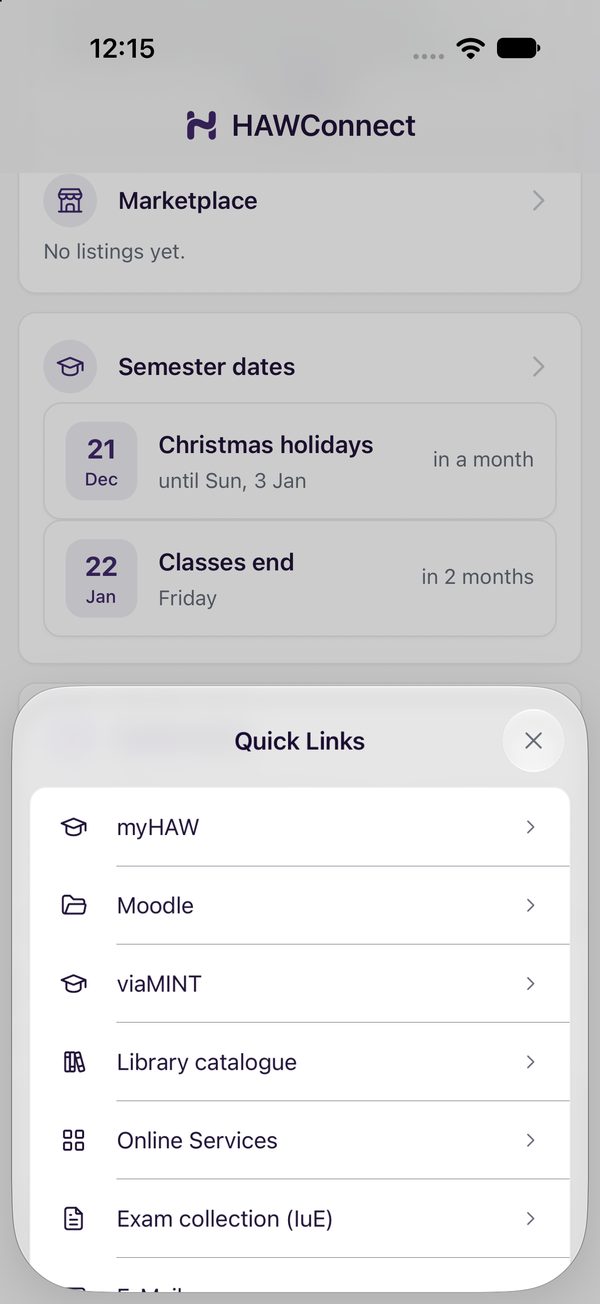 12:15
HAWConnect
Marketplace
No listings yet.
Semester dates
21
Dec
Christmas holidays
until Sun, 3 Jan
in a month
22
Jan
Classes end
Friday
in 2 months
Quick Links
myHAW
Moodle
viaMINT
Library catalogue
Online Services
Exam collection (IuE)